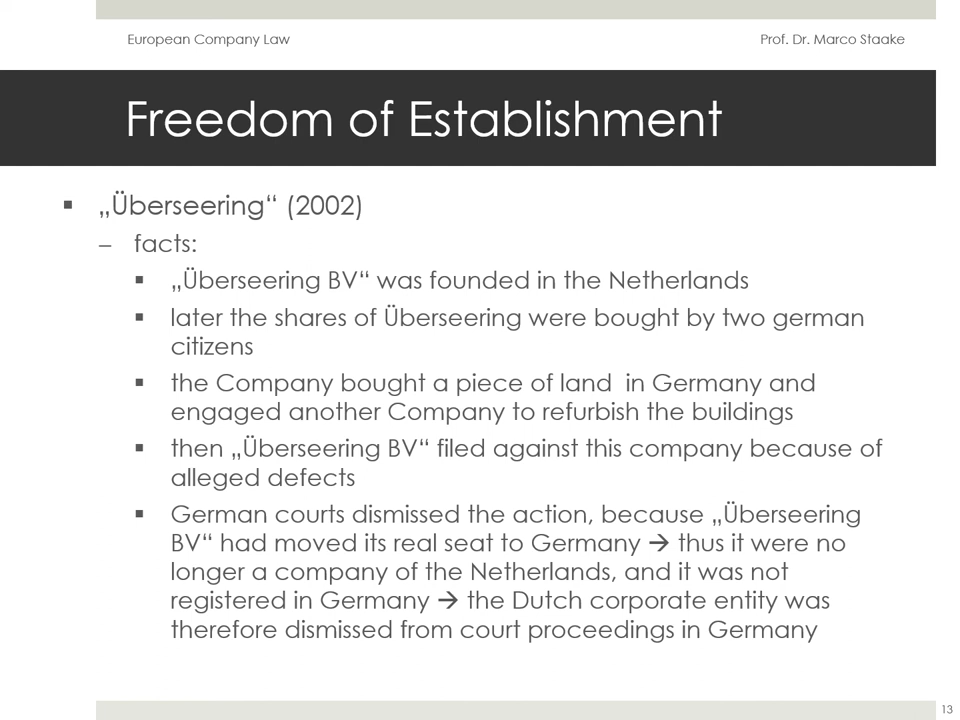 European Company Law
Prof. Dr. Marco Staake
Freedom of Establishment
▪ „Überseering“ (2002)
– facts:
▪ „Überseering BV“ was founded in the Netherlands
▪ later the shares of Überseering were bought by two german
citizens
▪ the Company bought a piece of land  in Germany and
engaged another Company to refurbish the buildings
▪ then „Überseering BV“ filed against this company because of
alleged defects
▪ German courts dismissed the action, because „Überseering
BV“ had moved its real seat to Germany → thus it were no
longer a company of the Netherlands, and it was not
registered in Germany → the Dutch corporate entity was
therefore dismissed from court proceedings in Germany
13